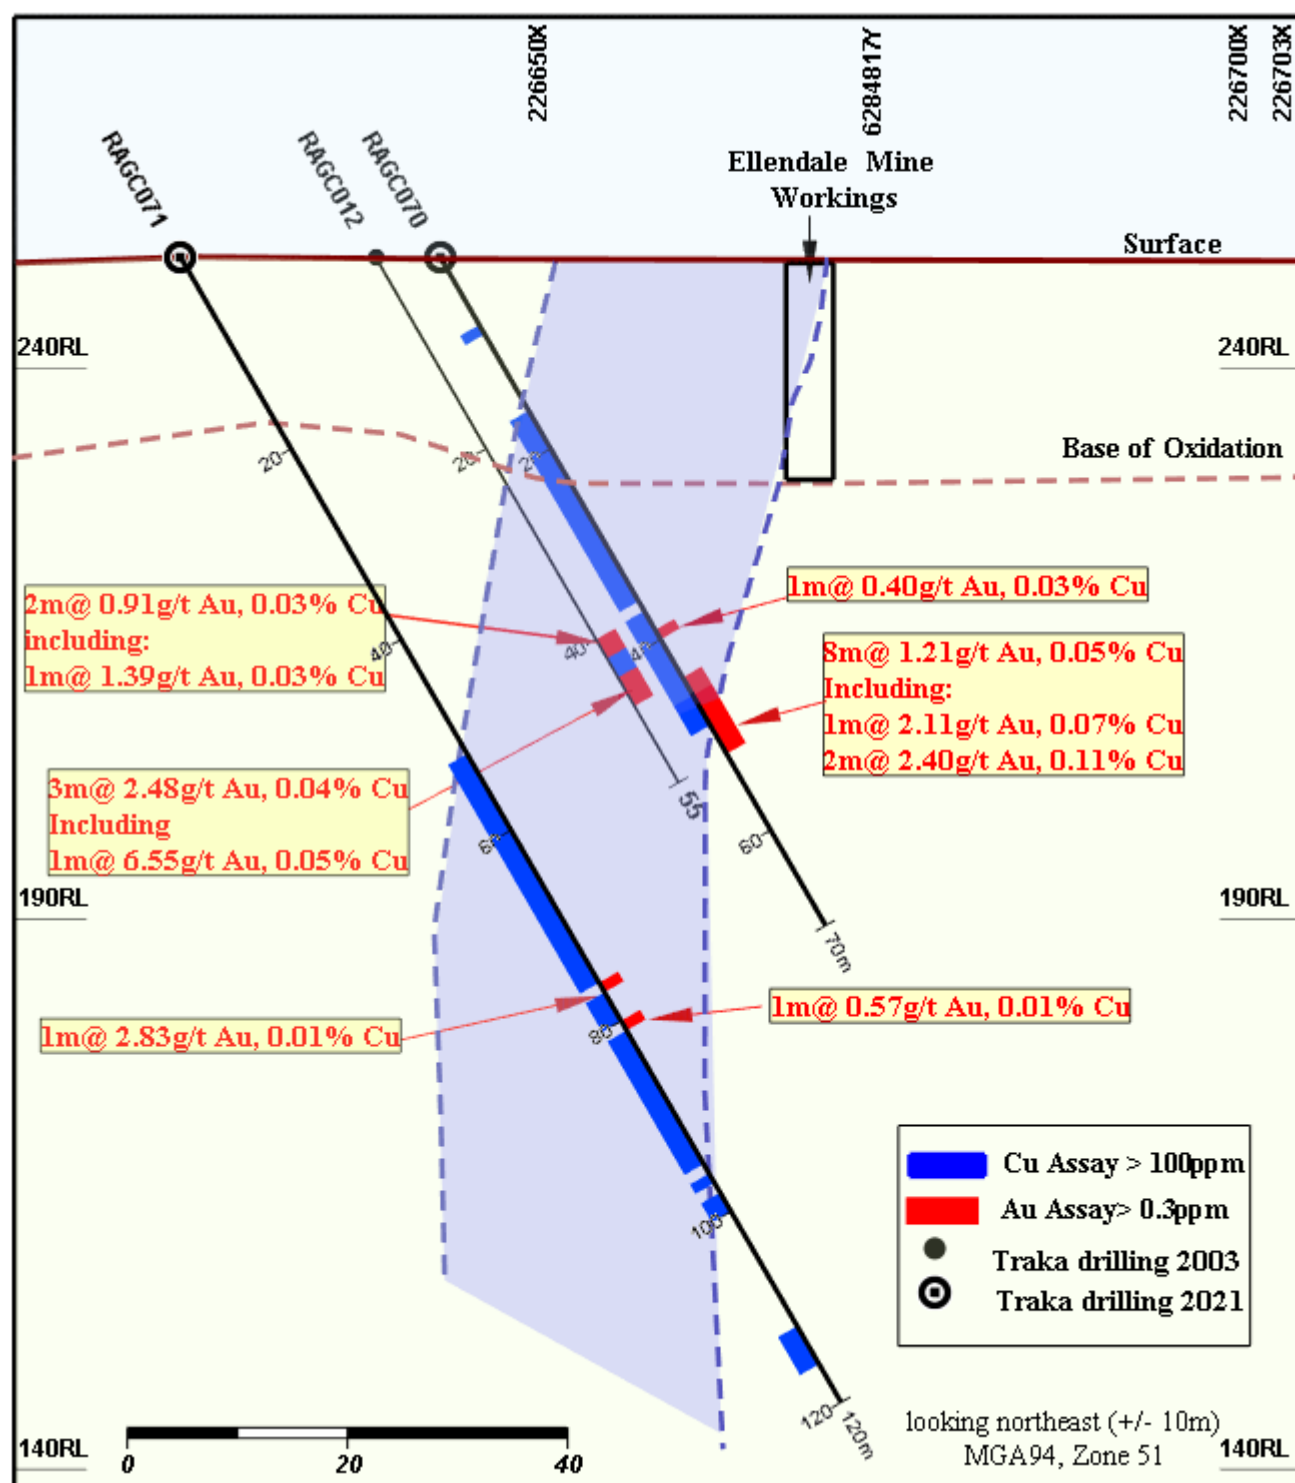 226650X
6284817Y
226700X
226703X
RAGC071
RAGC012
RAGC070
Ellendale Mine
Workings
Surface
240RL
240RL
Base of Oxidation
20
20
20
2m@ 0.91g/t Au, 0.03% Cu
including:
1m@ 1.39g/t Au, 0.03% Cu
1m@ 0.40g/t Au, 0.03% Cu
40
40
40
8m@ 1.21g/t Au, 0.05% Cu
Including:
1m@ 2.11g/t Au, 0.07% Cu
2m@ 2.40g/t Au, 0.11% Cu
3m@ 2.48g/t Au, 0.04% Cu
Including
1m@ 6.55g/t Au, 0.05% Cu
55
60
60
190RL
190RL
70m
1m@ 2.83g/t Au, 0.01% Cu
1m@ 0.57g/t Au, 0.01% Cu
80
100
Cu Assay > 100ppm
Au Assay> 0.3ppm
Traka drilling 2003
Traka drilling 2021
120
120m
looking northeast (+/- 10m)
MGA94, Zone 51
140RL
140RL
0
20
40